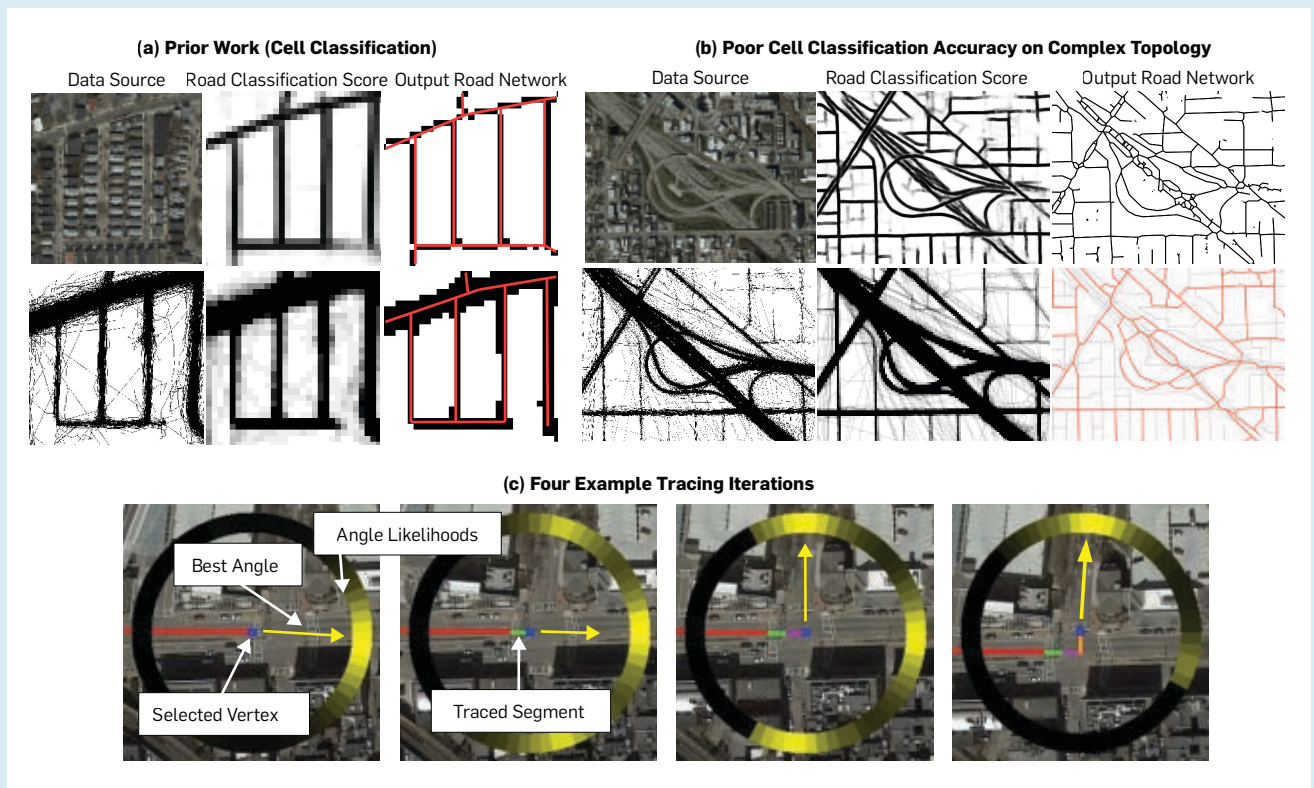 (a) Prior Work (Cell Classification)
(b) Poor Cell Classification Accuracy on Complex Topology
Data Source
Road Classification Score
Output Road Network
Data Source
Road Classification Score
Output Road Network
(c) Four Example Tracing Iterations
Angle Likelihoods
Best Angle
Selected Vertex
Traced Segment